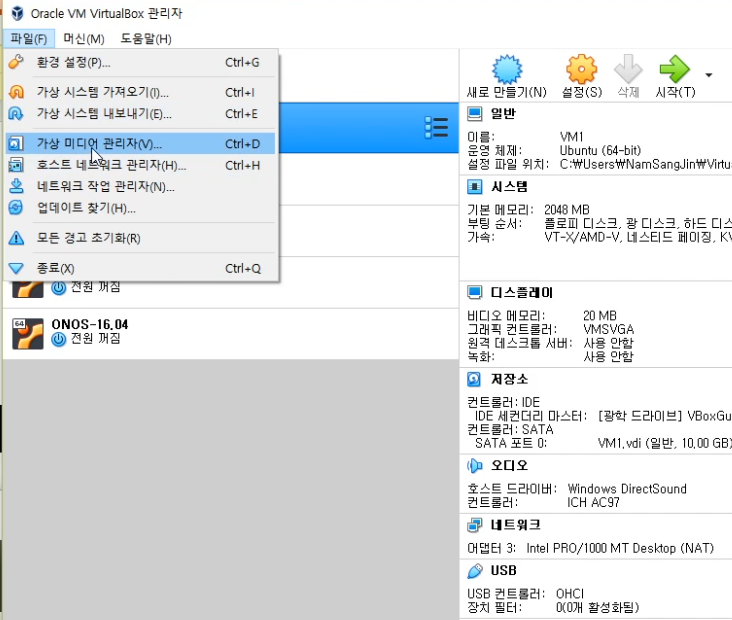 Oracle VM VirtualBox 관리자
파일(F) 머신(M) 도움말(H)
환경 설정(P)... Ctrl+G
가상 시스템 가져오기(I)... Ctrl+I
가상 시스템 내보내기(E)... Ctrl+E
가상 미디어 관리자(V)... Ctrl+D
호스트 네트워크 관리자(H)... Ctrl+H
네트워크 작업 관리자(N)...
업데이트 찾기(H)...
모든 경고 초기화(R)
종료(X) Ctrl+Q
전원 꺼짐
64
ONOS-16.04
전원 꺼짐
새로 만들기(N) 설정(S) 삭제 시작(T)
일반
이름: VM1
운영 체제: Ubuntu (64-bit)
설정 파일 위치: C:₩Users₩NamSangJin₩Virtu
시스템
기본 메모리: 2048 MB
부팅 순서: 플로피 디스크, 광 디스크, 하드 디스
가속: VT-x/AMD-V, 네스티드 페이징, KV
디스플레이
비디오 메모리: 20 MB
그래픽 컨트롤러: VMSVGA
원격 데스크톱 서버: 사용 안함
녹화: 사용 안함
저장소
컨트롤러: IDE
IDE 세컨더리 마스터: [광학 드라이브] VBoxGu
컨트롤러: SATA
SATA 포트 0: VM1.vdi (일반, 10.00 GB)
오디오
호스트 드라이버: Windows DirectSound
컨트롤러: ICH AC97
네트워크
어댑터 3: Intel PRO/1000 MT Desktop (NAT)
USB
USB 컨트롤러: OHCI
장치 필터: 0(0개 활성화됨)